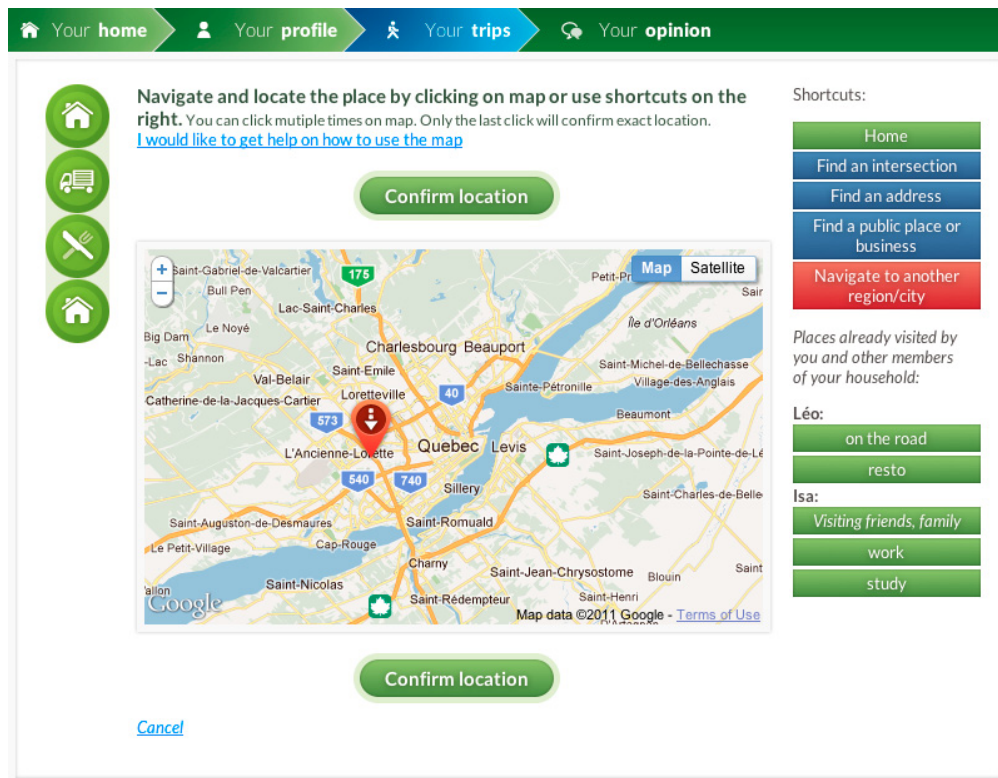 Your home
Your profile
Your trips
Your opinion
Navigate and locate the place by clicking on map or use shortcuts on the
right. You can click mutiple times on map. Only the last click will confirm exact location.
I would like to get help on how to use the map
Confirm location
Saint-Gabriel-de-Valcartier
175
Petit-Pr
Map
Satellite
Bull Pen
Sair
Lac-Saint-Charles
Île d'Orléans
Big Dam
Le Noyé
Charlesbourg
Beauport
-Lac
Shannon
Saint-Emile
Saint-Michel-de-Bellechasse
Val-Belair
Sainte-Pétronille
Village-des-Anglais
Catherine-de-la-Jacques-Cartier
Loretteville
40
573
Beaumont
L'Ancienne-Lorette
Quebec
Levis
Saint-Joseph-de-la-Pointe-de-Lé
540
740
Sillery
Saint-Charles-de-Belle
Saint-Auguston-de-Desmaures
Saint-Romuald
Le Petit-Village
Cap-Rouge
Charny
Saint-Jean-Chrysostome
Blouin
Saint
allon
Saint-Nicolas
Google
Saint-Rédempteur
Saint-Henri
Map data ©2011 Google - Terms of Use
Confirm location
Cancel
Shortcuts:
Home
Find an intersection
Find an address
Find a public place or
business
Navigate to another
region/city
Places already visited by
you and other members
of your household:
Léo:
on the road
resto
Isa:
Visiting friends, family
work
study